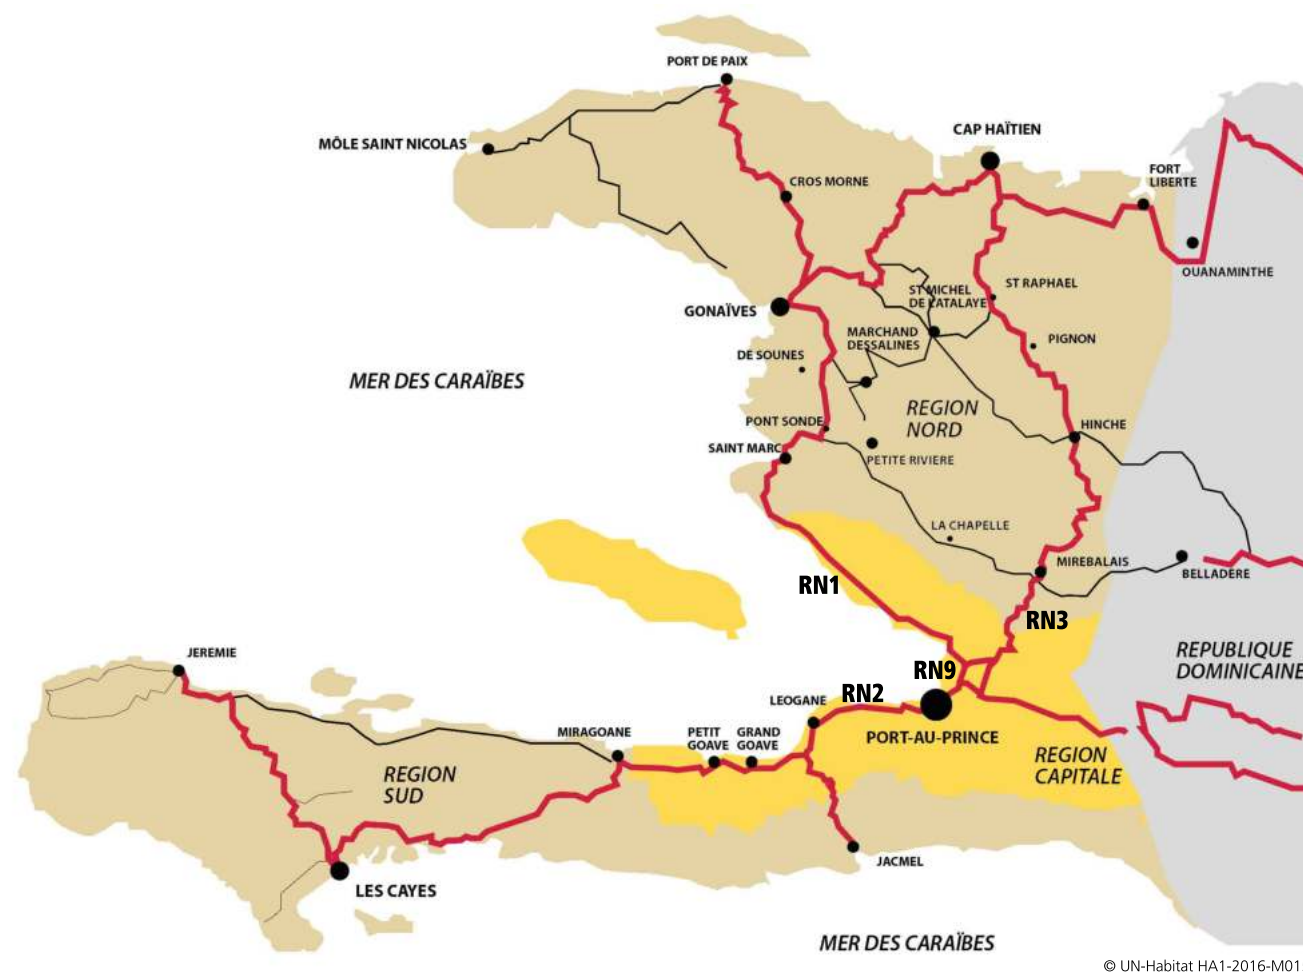 PORT DE PAIX
CAP HAÏTIEN
MÔLE SAINT NICOLAS
FORT
LIBERTE
CROS MORNE
OUANAMINTHE
ST RAPHAEL
ST MICHEL
DE L'ATALAYE
GONAÏVES
MARCHAND
DESSALINES
PIGNON
DE SOUNES
MER DES CARAÏBES
REGION
NORD
PONT SONDE
HINCHE
SAINT MARC
PETITE RIVIERE
LA CHAPELLE
MIREBALAIS
BELLADÈRE
RN1
RN3
REPUBLIQUE
DOMINICAINE
JEREMIE
RN9
RN2
LEOGANE
MIRAGOANE
PETIT
GOAVE
GRAND
GOAVE
PORT-AU-PRINCE
REGION
CAPITALE
REGION
SUD
JACMEL
LES CAYES
MER DES CARAÏBES
© UN-Habitat HA1-2016-M01